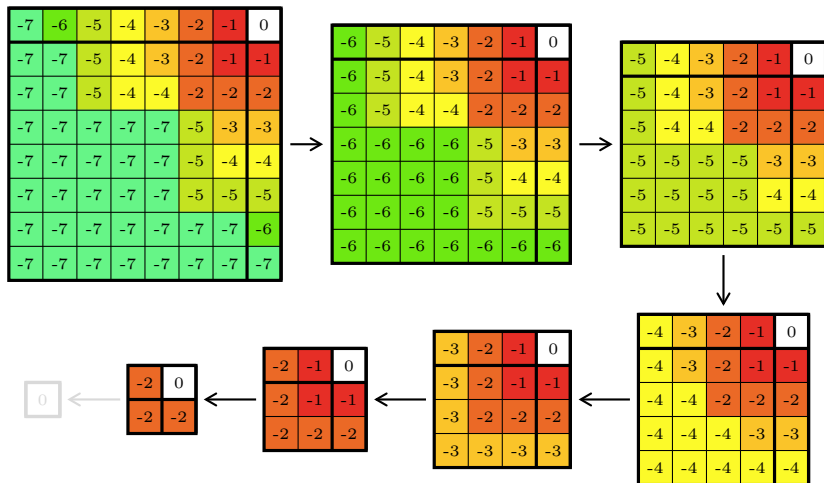 -7 -6 -5 -4 -3 -2 -1 0
-7 -7 -5 -4 -3 -2 -1 -1
-7 -7 -5 -4 -4 -2 -2 -2
-7 -7 -7 -7 -7 -5 -3 -3
-7 -7 -7 -7 -7 -5 -4 -4
-7 -7 -7 -7 -7 -5 -5 -5
-7 -7 -7 -7 -7 -7 -7 -6
-7 -7 -7 -7 -7 -7 -7 -7
-6 -5 -4 -3 -2 -1 0
-6 -5 -4 -3 -2 -1 -1
-6 -5 -4 -4 -2 -2 -2
-6 -6 -6 -6 -5 -3 -3
-6 -6 -6 -6 -5 -4 -4
-6 -6 -6 -6 -5 -5 -5
-6 -6 -6 -6 -6 -6 -6
-5 -4 -3 -2 -1 0
-5 -4 -3 -2 -1 -1
-5 -4 -4 -2 -2 -2
-5 -5 -5 -5 -3 -3
-5 -5 -5 -5 -4 -4
-5 -5 -5 -5 -5 -5
-4 -3 -2 -1 0
-4 -3 -2 -1 -1
-4 -4 -2 -2 -2
-4 -4 -4 -3 -3
-4 -4 -4 -4 -4
-3 -2 -1 0
-3 -2 -1 -1
-3 -2 -2 -2
-3 -3 -3 -3
-2 -1 0
-2 -1 -1
-2 -2 -2
-2 0
-2 -2
0